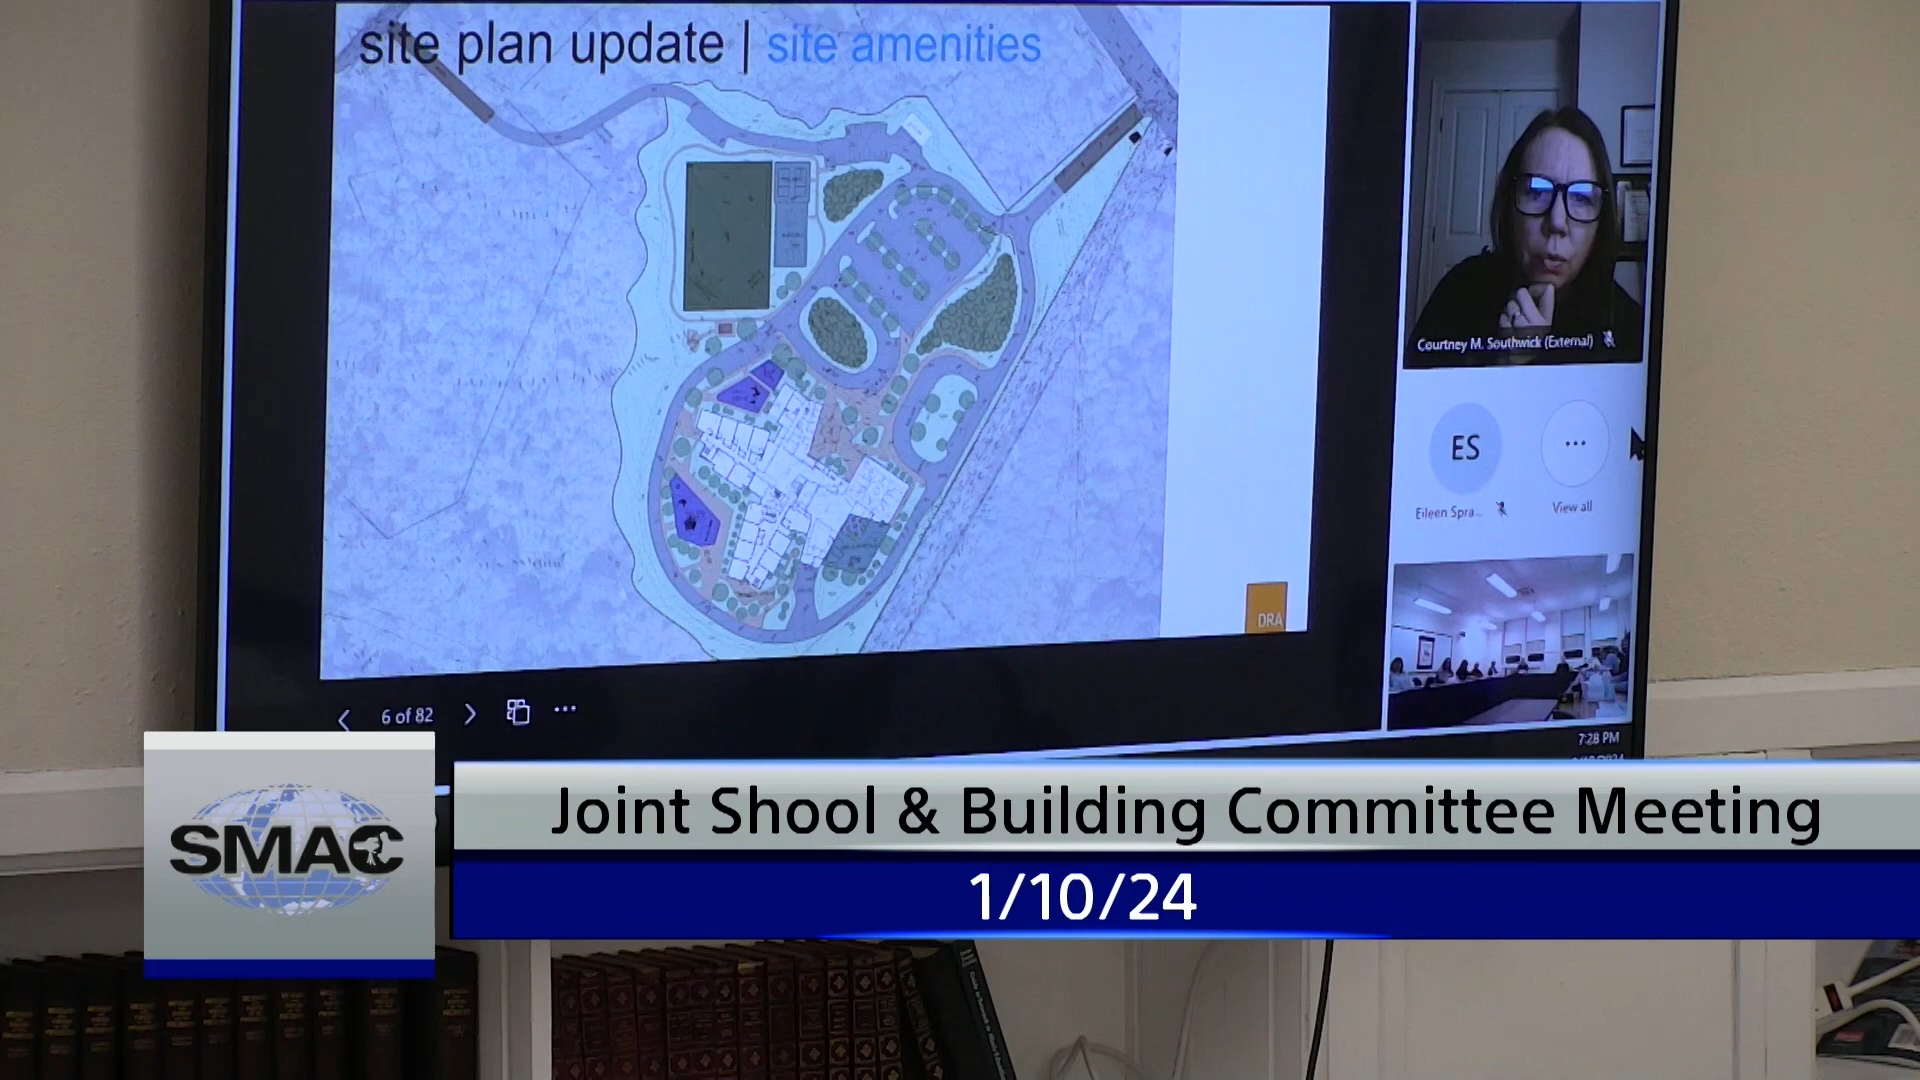 site plan update | site amenities
Courtney M. Southwick (External)
ES
...
Eileen Spra...
View all
DRA
6 of 82
...
7:28 PM
SMAC
Joint Shool & Building Committee Meeting
1/10/24